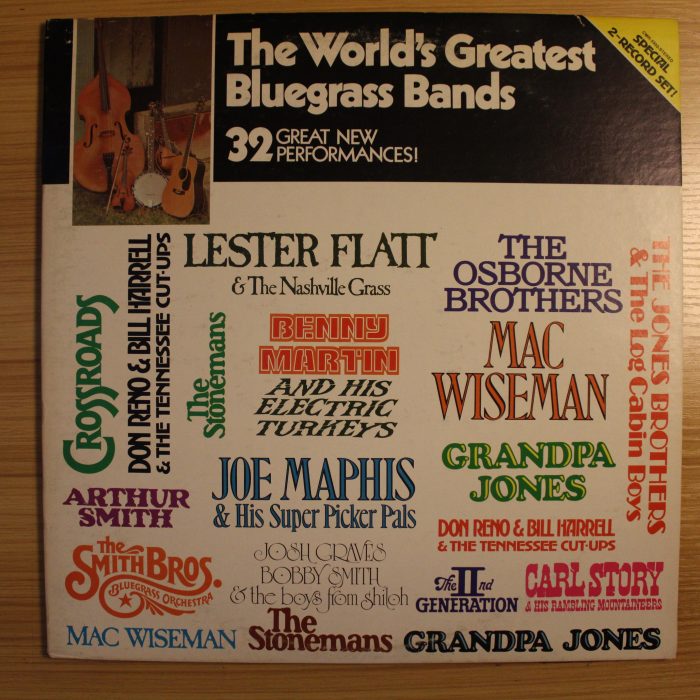 The World's Greatest
Bluegrass Bands
32 GREAT NEW
PERFORMANCES!
SPECIAL
2-RECORD SET!
LESTER FLATT
& The Nashville Grass
THE
OSBORNE
BROTHERS
THE JONES BROTHERS
& The Log Cabin Boys
CROSSROADS
DON RENO & BILL HARRELL
& THE TENNESSEE CUT-UPS
The
Stonemans
BENNY
MARTIN
AND HIS
ELECTRIC
TURKEYS
MAC
WISEMAN
GRANDPA
JONES
JOE MAPHIS
& His Super Picker Pals
ARTHUR
SMITH
DON RENO & BILL HARRELL
& THE TENNESSEE CUT-UPS
The
SMITH BROS.
BLUEGRASS ORCHESTRA
JOSH GRAVES
BOBBY SMITH
& the boys from shiloh
The IInd
GENERATION
CARL STORY
& HIS RAMBLING MOUNTAINEERS
MAC WISEMAN
The
Stonemans
GRANDPA JONES